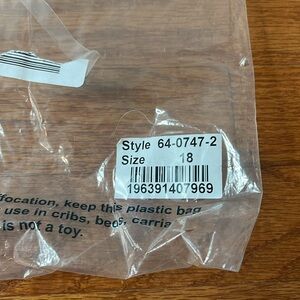 Style 64-0747-2
Size 18
196391407969
focation, keep this plastic bag
use in cribs, beds, carria
is not a toy.